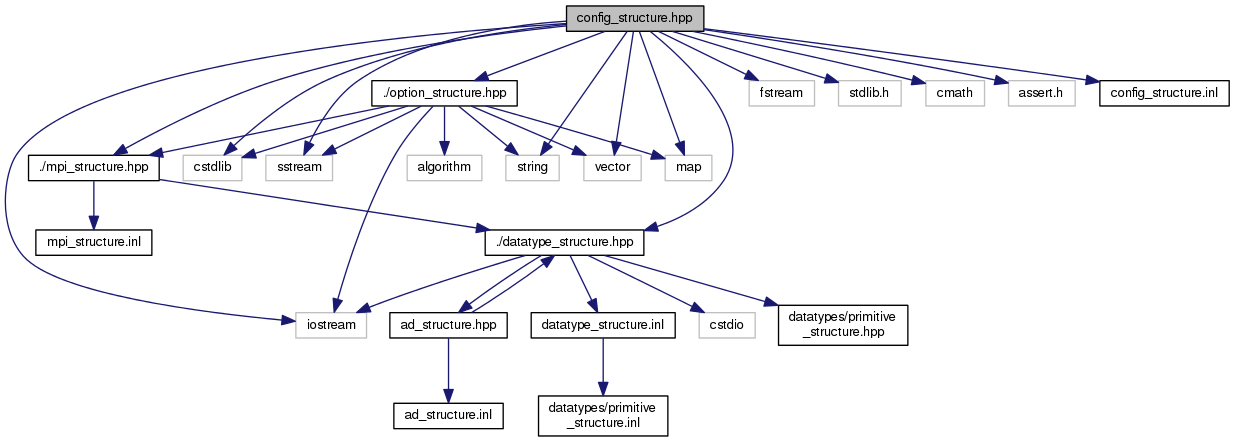 config_structure.hpp
./option_structure.hpp
fstream
stdlib.h
cmath
assert.h
config_structure.inl
./mpi_structure.hpp
cstdlib
sstream
algorithm
string
vector
map
mpi_structure.inl
./datatype_structure.hpp
iostream
ad_structure.hpp
datatype_structure.inl
cstdio
datatypes/primitive
_structure.hpp
ad_structure.inl
datatypes/primitive
_structure.inl